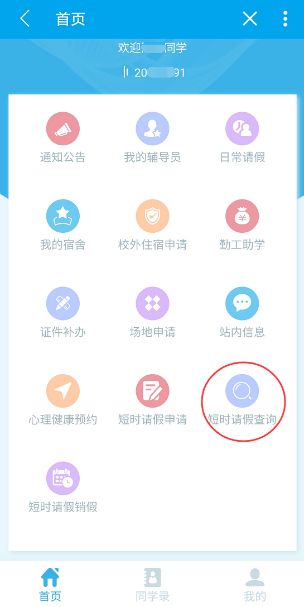 首页
欢迎 同学
20 91
通知公告
我的辅导员
日常请假
我的宿舍
校外住宿申请
勤工助学
证件补办
场地申请
站内信息
心理健康预约
短时请假申请
短时请假查询
短时请假销假
首页
同学录
我的